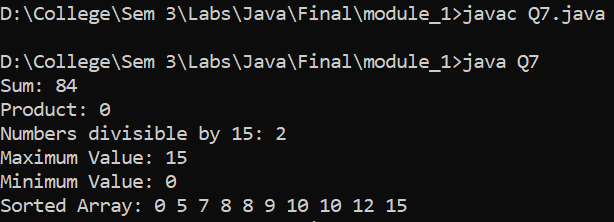 D:\College\Sem 3\Labs\Java\Final\module_1>javac Q7.java
D:\College\Sem 3\Labs\Java\Final\module_1>java Q7
Sum: 84
Product: 0
Numbers divisible by 15: 2
Maximum Value: 15
Minimum Value: 0
Sorted Array: 0 5 7 8 8 9 10 10 12 15